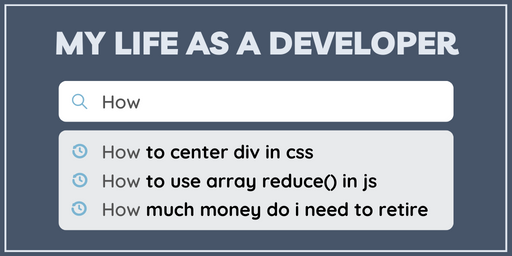 MY LIFE AS A DEVELOPER
How
How to center div in css
How to use array reduce() in js
How much money do i need to retire